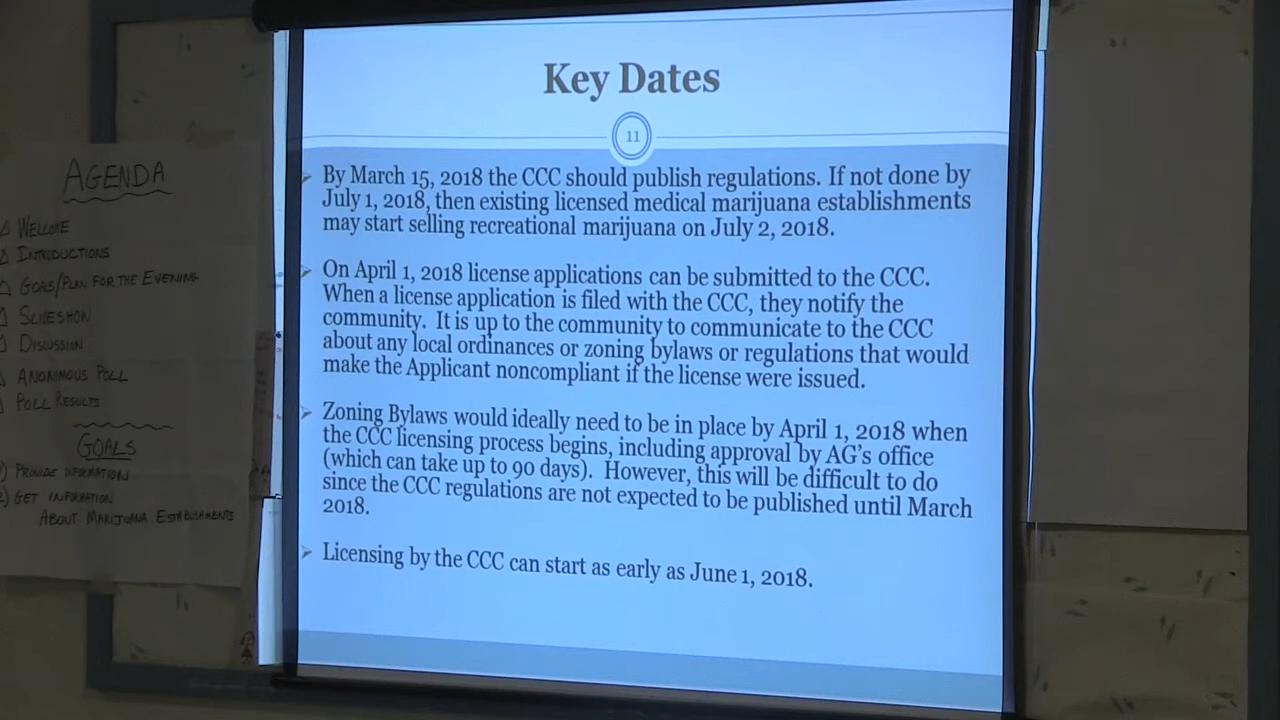 AGENDA
WELCOME
INTRODUCTIONS
GOALS/PLAN FOR THE EVENING
SLIDESHOW
DISCUSSION
ANONIMOUS POLL
POLL RESULTS
GOALS
1) PROVIDE INFORMATION
2) GET INFORMATION
ABOUT MARIJUANA ESTABLISHMENTS
Key Dates
11
By March 15, 2018 the CCC should publish regulations. If not done by
July 1, 2018, then existing licensed medical marijuana establishments
may start selling recreational marijuana on July 2, 2018.
On April 1, 2018 license applications can be submitted to the CCC.
When a license application is filed with the CCC, they notify the
community. It is up to the community to communicate to the CCC
about any local ordinances or zoning bylaws or regulations that would
make the Applicant noncompliant if the license were issued.
Zoning Bylaws would ideally need to be in place by April 1, 2018 when
the CCC licensing process begins, including approval by AG's office
(which can take up to 90 days). However, this will be difficult to do
since the CCC regulations are not expected to be published until March
2018.
Licensing by the CCC can start as early as June 1, 2018.